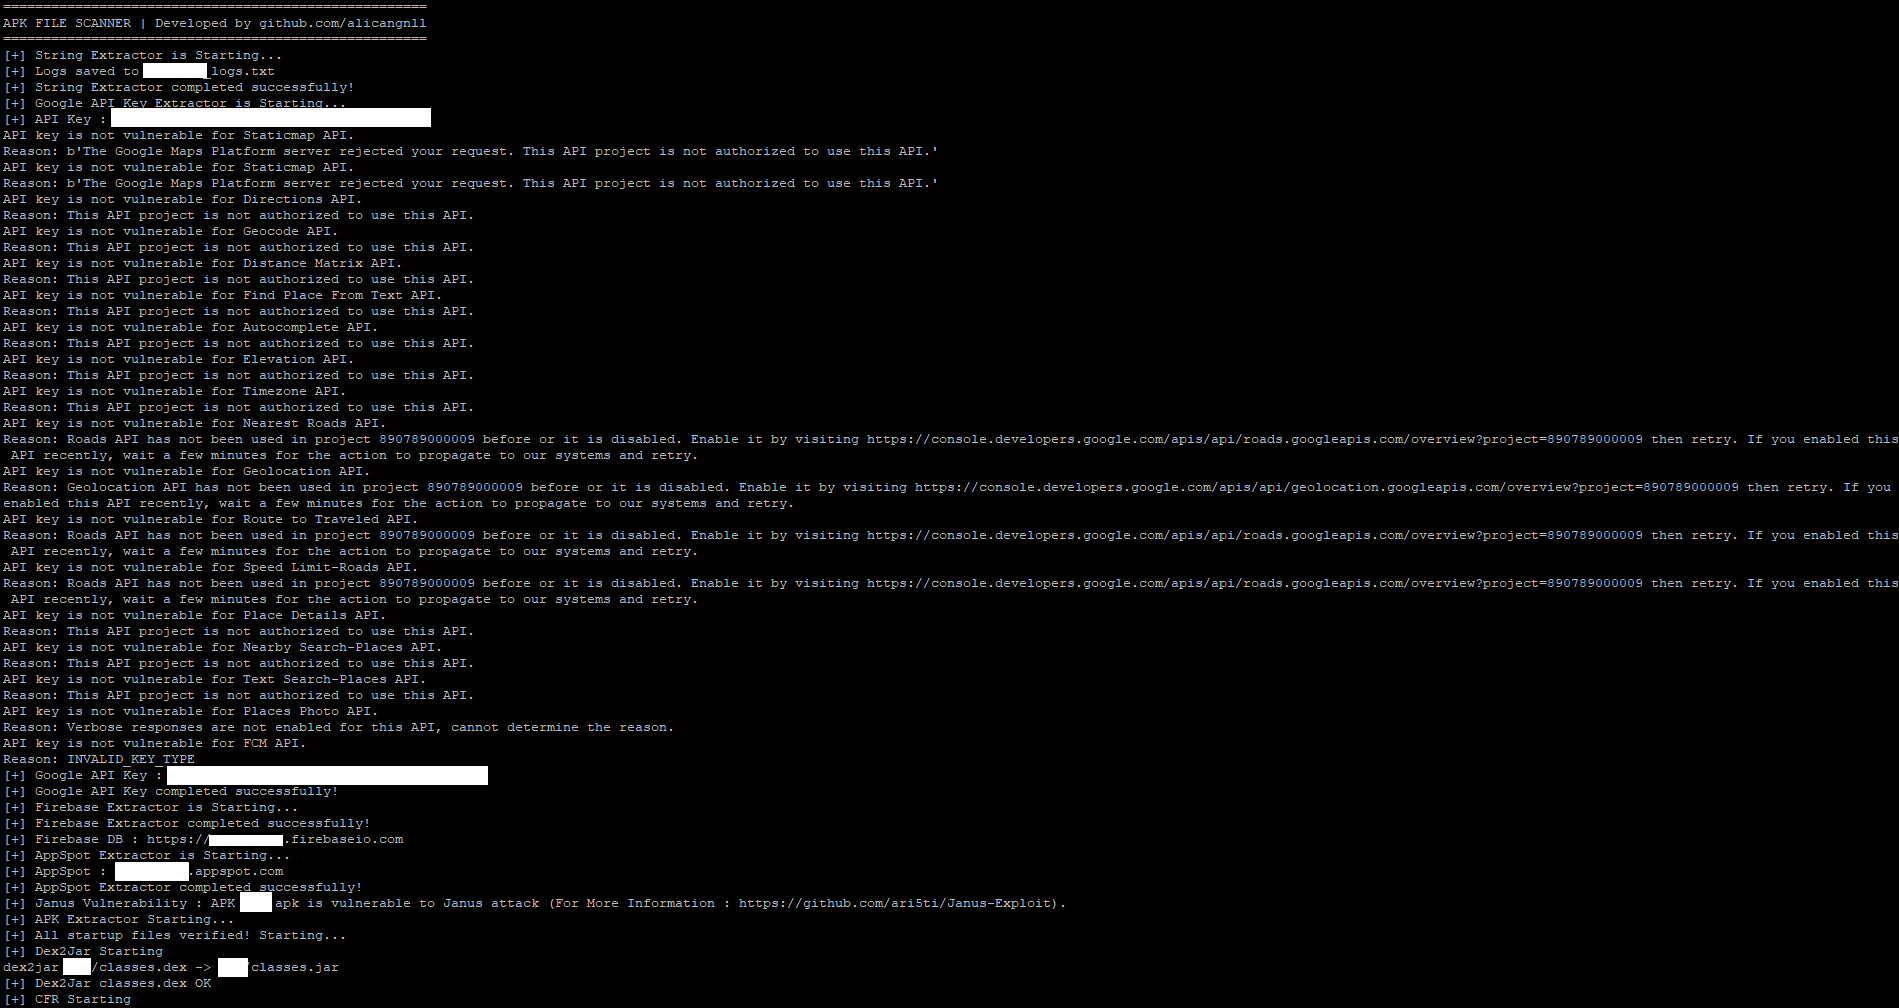 =====================================================
APK FILE SCANNER | Developed by github.com/alicangnll
=====================================================
[+] String Extractor is Starting...
[+] Logs saved to _logs.txt
[+] String Extractor completed successfully!
[+] Google API Key Extractor is Starting...
[+] API Key :
API key is not vulnerable for Staticmap API.
Reason: b'The Google Maps Platform server rejected your request. This API project is not authorized to use this API.'
API key is not vulnerable for Staticmap API.
Reason: b'The Google Maps Platform server rejected your request. This API project is not authorized to use this API.'
API key is not vulnerable for Directions API.
Reason: This API project is not authorized to use this API.
API key is not vulnerable for Geocode API.
Reason: This API project is not authorized to use this API.
API key is not vulnerable for Distance Matrix API.
Reason: This API project is not authorized to use this API.
API key is not vulnerable for Find Place From Text API.
Reason: This API project is not authorized to use this API.
API key is not vulnerable for Autocomplete API.
Reason: This API project is not authorized to use this API.
API key is not vulnerable for Elevation API.
Reason: This API project is not authorized to use this API.
API key is not vulnerable for Timezone API.
Reason: This API project is not authorized to use this API.
API key is not vulnerable for Nearest Roads API.
Reason: Roads API has not been used in project 890789000009 before or it is disabled. Enable it by visiting https://console.developers.google.com/apis/api/roads.googleapis.com/overview?project=890789000009 then retry. If you enabled this
API recently, wait a few minutes for the action to propagate to our systems and retry.
API key is not vulnerable for Geolocation API.
Reason: Geolocation API has not been used in project 890789000009 before or it is disabled. Enable it by visiting https://console.developers.google.com/apis/api/geolocation.googleapis.com/overview?project=890789000009 then retry. If you
enabled this API recently, wait a few minutes for the action to propagate to our systems and retry.
API key is not vulnerable for Route to Traveled API.
Reason: Roads API has not been used in project 890789000009 before or it is disabled. Enable it by visiting https://console.developers.google.com/apis/api/roads.googleapis.com/overview?project=890789000009 then retry. If you enabled this
API recently, wait a few minutes for the action to propagate to our systems and retry.
API key is not vulnerable for Speed Limit-Roads API.
Reason: Roads API has not been used in project 890789000009 before or it is disabled. Enable it by visiting https://console.developers.google.com/apis/api/roads.googleapis.com/overview?project=890789000009 then retry. If you enabled this
API recently, wait a few minutes for the action to propagate to our systems and retry.
API key is not vulnerable for Place Details API.
Reason: This API project is not authorized to use this API.
API key is not vulnerable for Nearby Search-Places API.
Reason: This API project is not authorized to use this API.
API key is not vulnerable for Text Search-Places API.
Reason: This API project is not authorized to use this API.
API key is not vulnerable for Places Photo API.
Reason: Verbose responses are not enabled for this API, cannot determine the reason.
API key is not vulnerable for FCM API.
Reason: INVALID_KEY_TYPE
[+] Google API Key :
[+] Google API Key completed successfully!
[+] Firebase Extractor is Starting...
[+] Firebase Extractor completed successfully!
[+] Firebase DB : https:// .firebaseio.com
[+] AppSpot Extractor is Starting...
[+] AppSpot : .appspot.com
[+] AppSpot Extractor completed successfully!
[+] Janus Vulnerability : APK apk is vulnerable to Janus attack (For More Information : https://github.com/ari5ti/Janus-Exploit).
[+] APK Extractor Starting...
[+] All startup files verified! Starting...
[+] Dex2Jar Starting
dex2jar /classes.dex -> /classes.jar
[+] Dex2Jar classes.dex OK
[+] CFR Starting